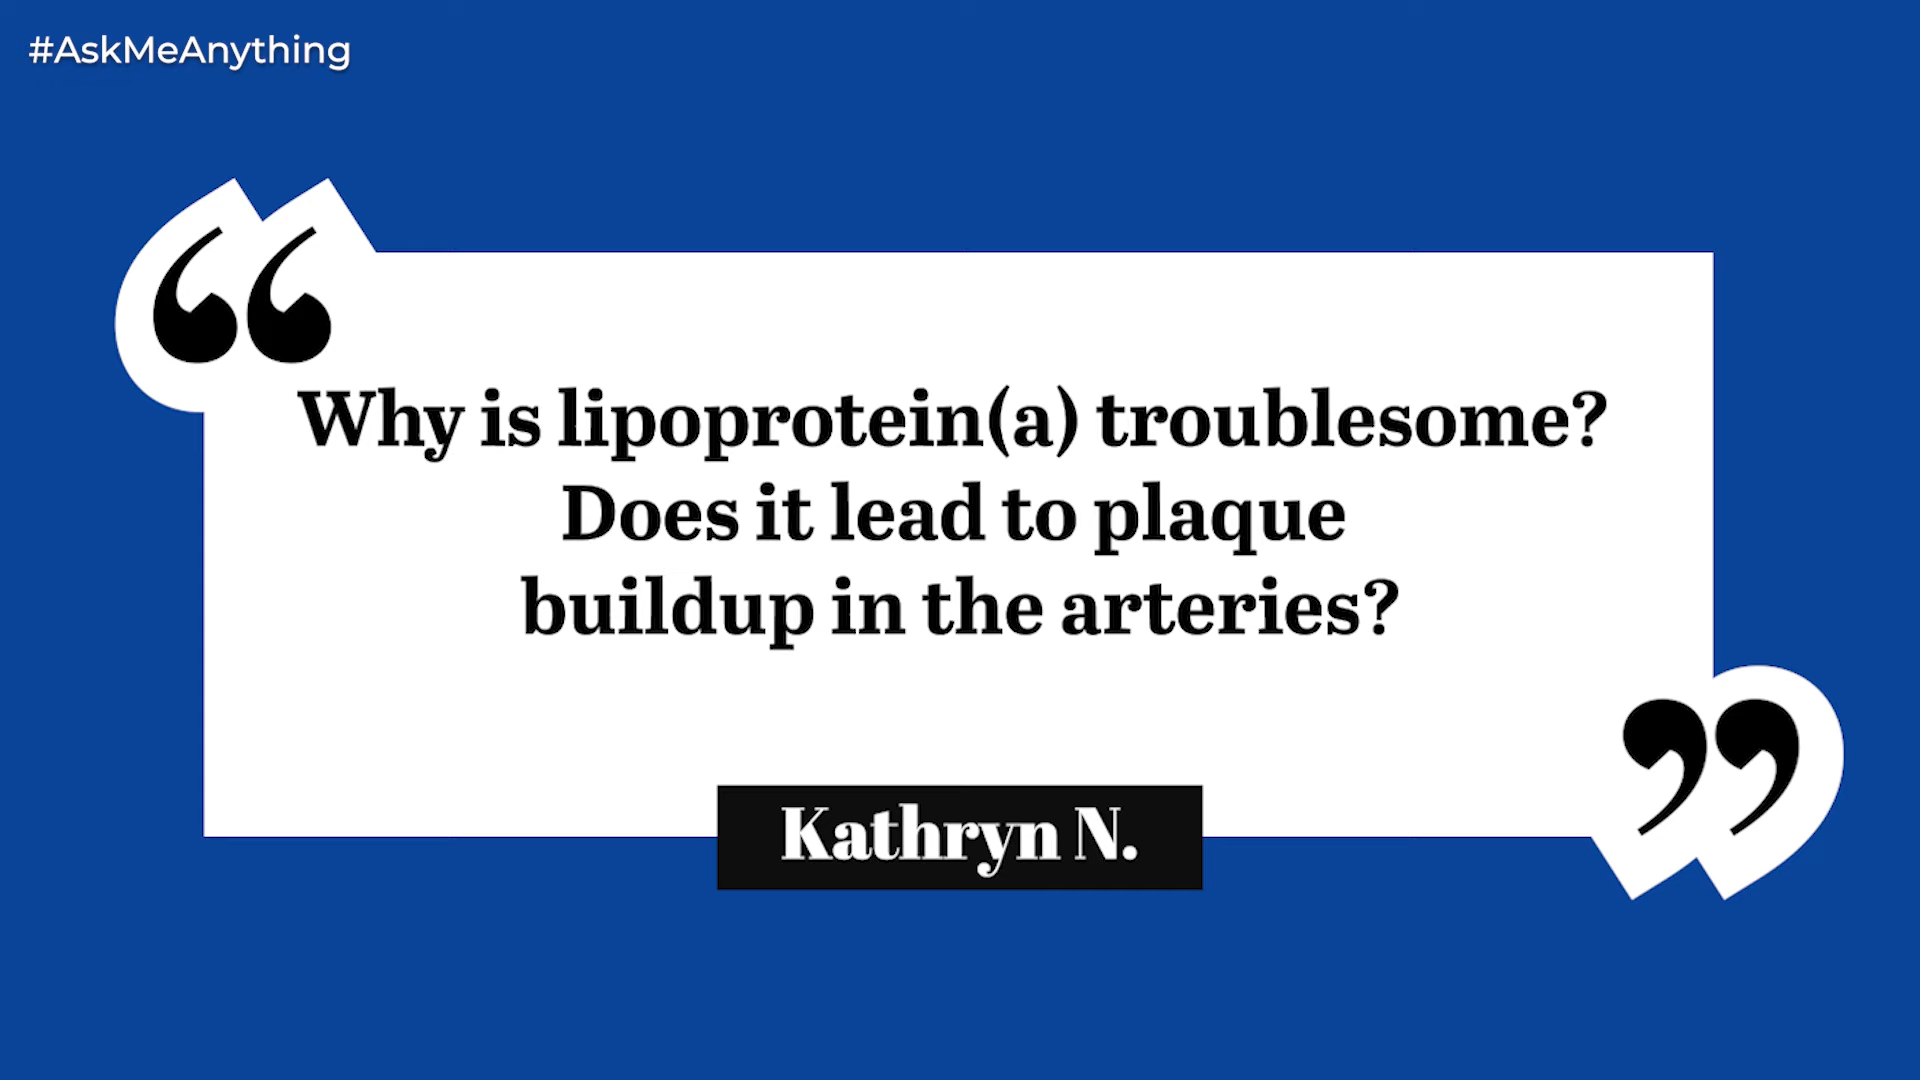 #AskMeAnything
“
Why is lipoprotein(a) troublesome?
Does it lead to plaque
buildup in the arteries?
”
Kathryn N.